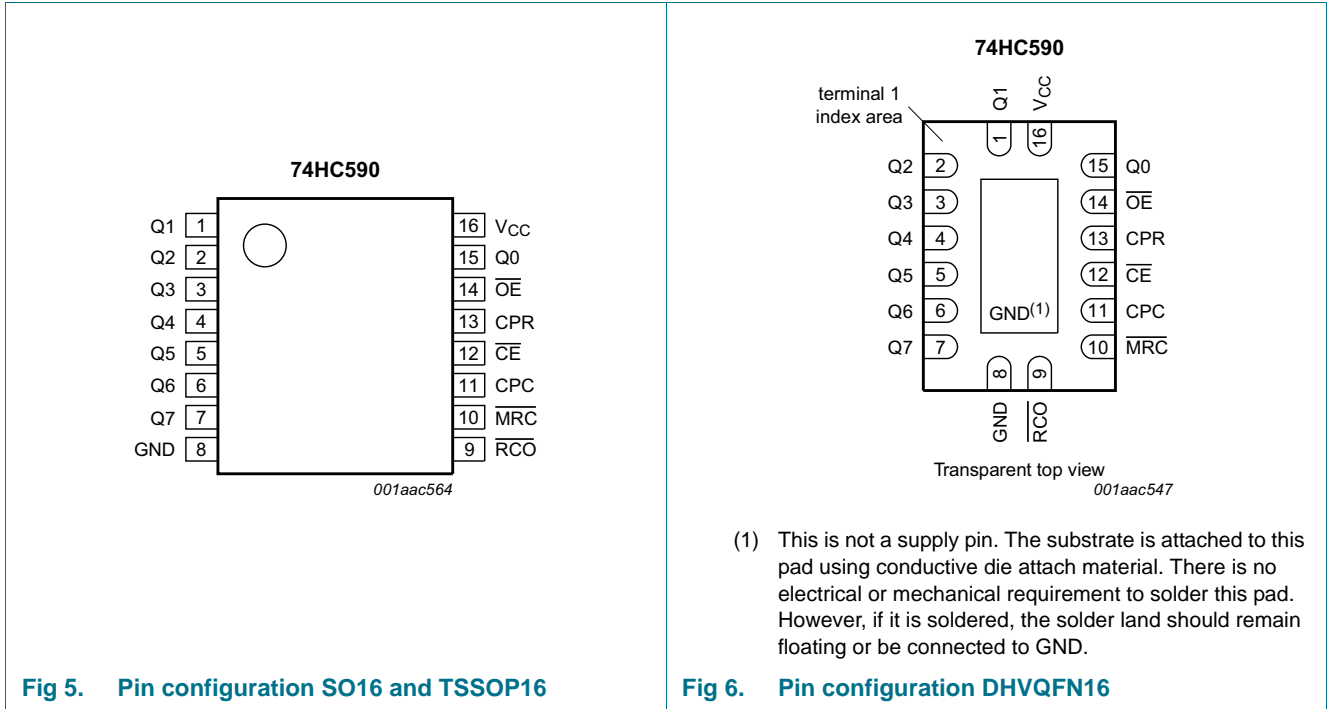 74HC590
Q1 1
Q2 2
Q3 3
Q4 4
Q5 5
Q6 6
Q7 7
GND 8
16 VCC
15 Q0
14 OE
13 CPR
12 CE
11 CPC
10 MRC
9 RCO
001aac564
Fig 5. Pin configuration SO16 and TSSOP16
74HC590
terminal 1
index area
Q1 VCC
1 16
Q2 2
Q3 3
Q4 4
Q5 5
Q6 6
Q7 7
15 Q0
14 OE
13 CPR
12 CE
11 CPC
10 MRC
GND(1)
8 9
GND RCO
Transparent top view
001aac547
(1) This is not a supply pin. The substrate is attached to this
pad using conductive die attach material. There is no
electrical or mechanical requirement to solder this pad.
However, if it is soldered, the solder land should remain
floating or be connected to GND.
Fig 6. Pin configuration DHVQFN16